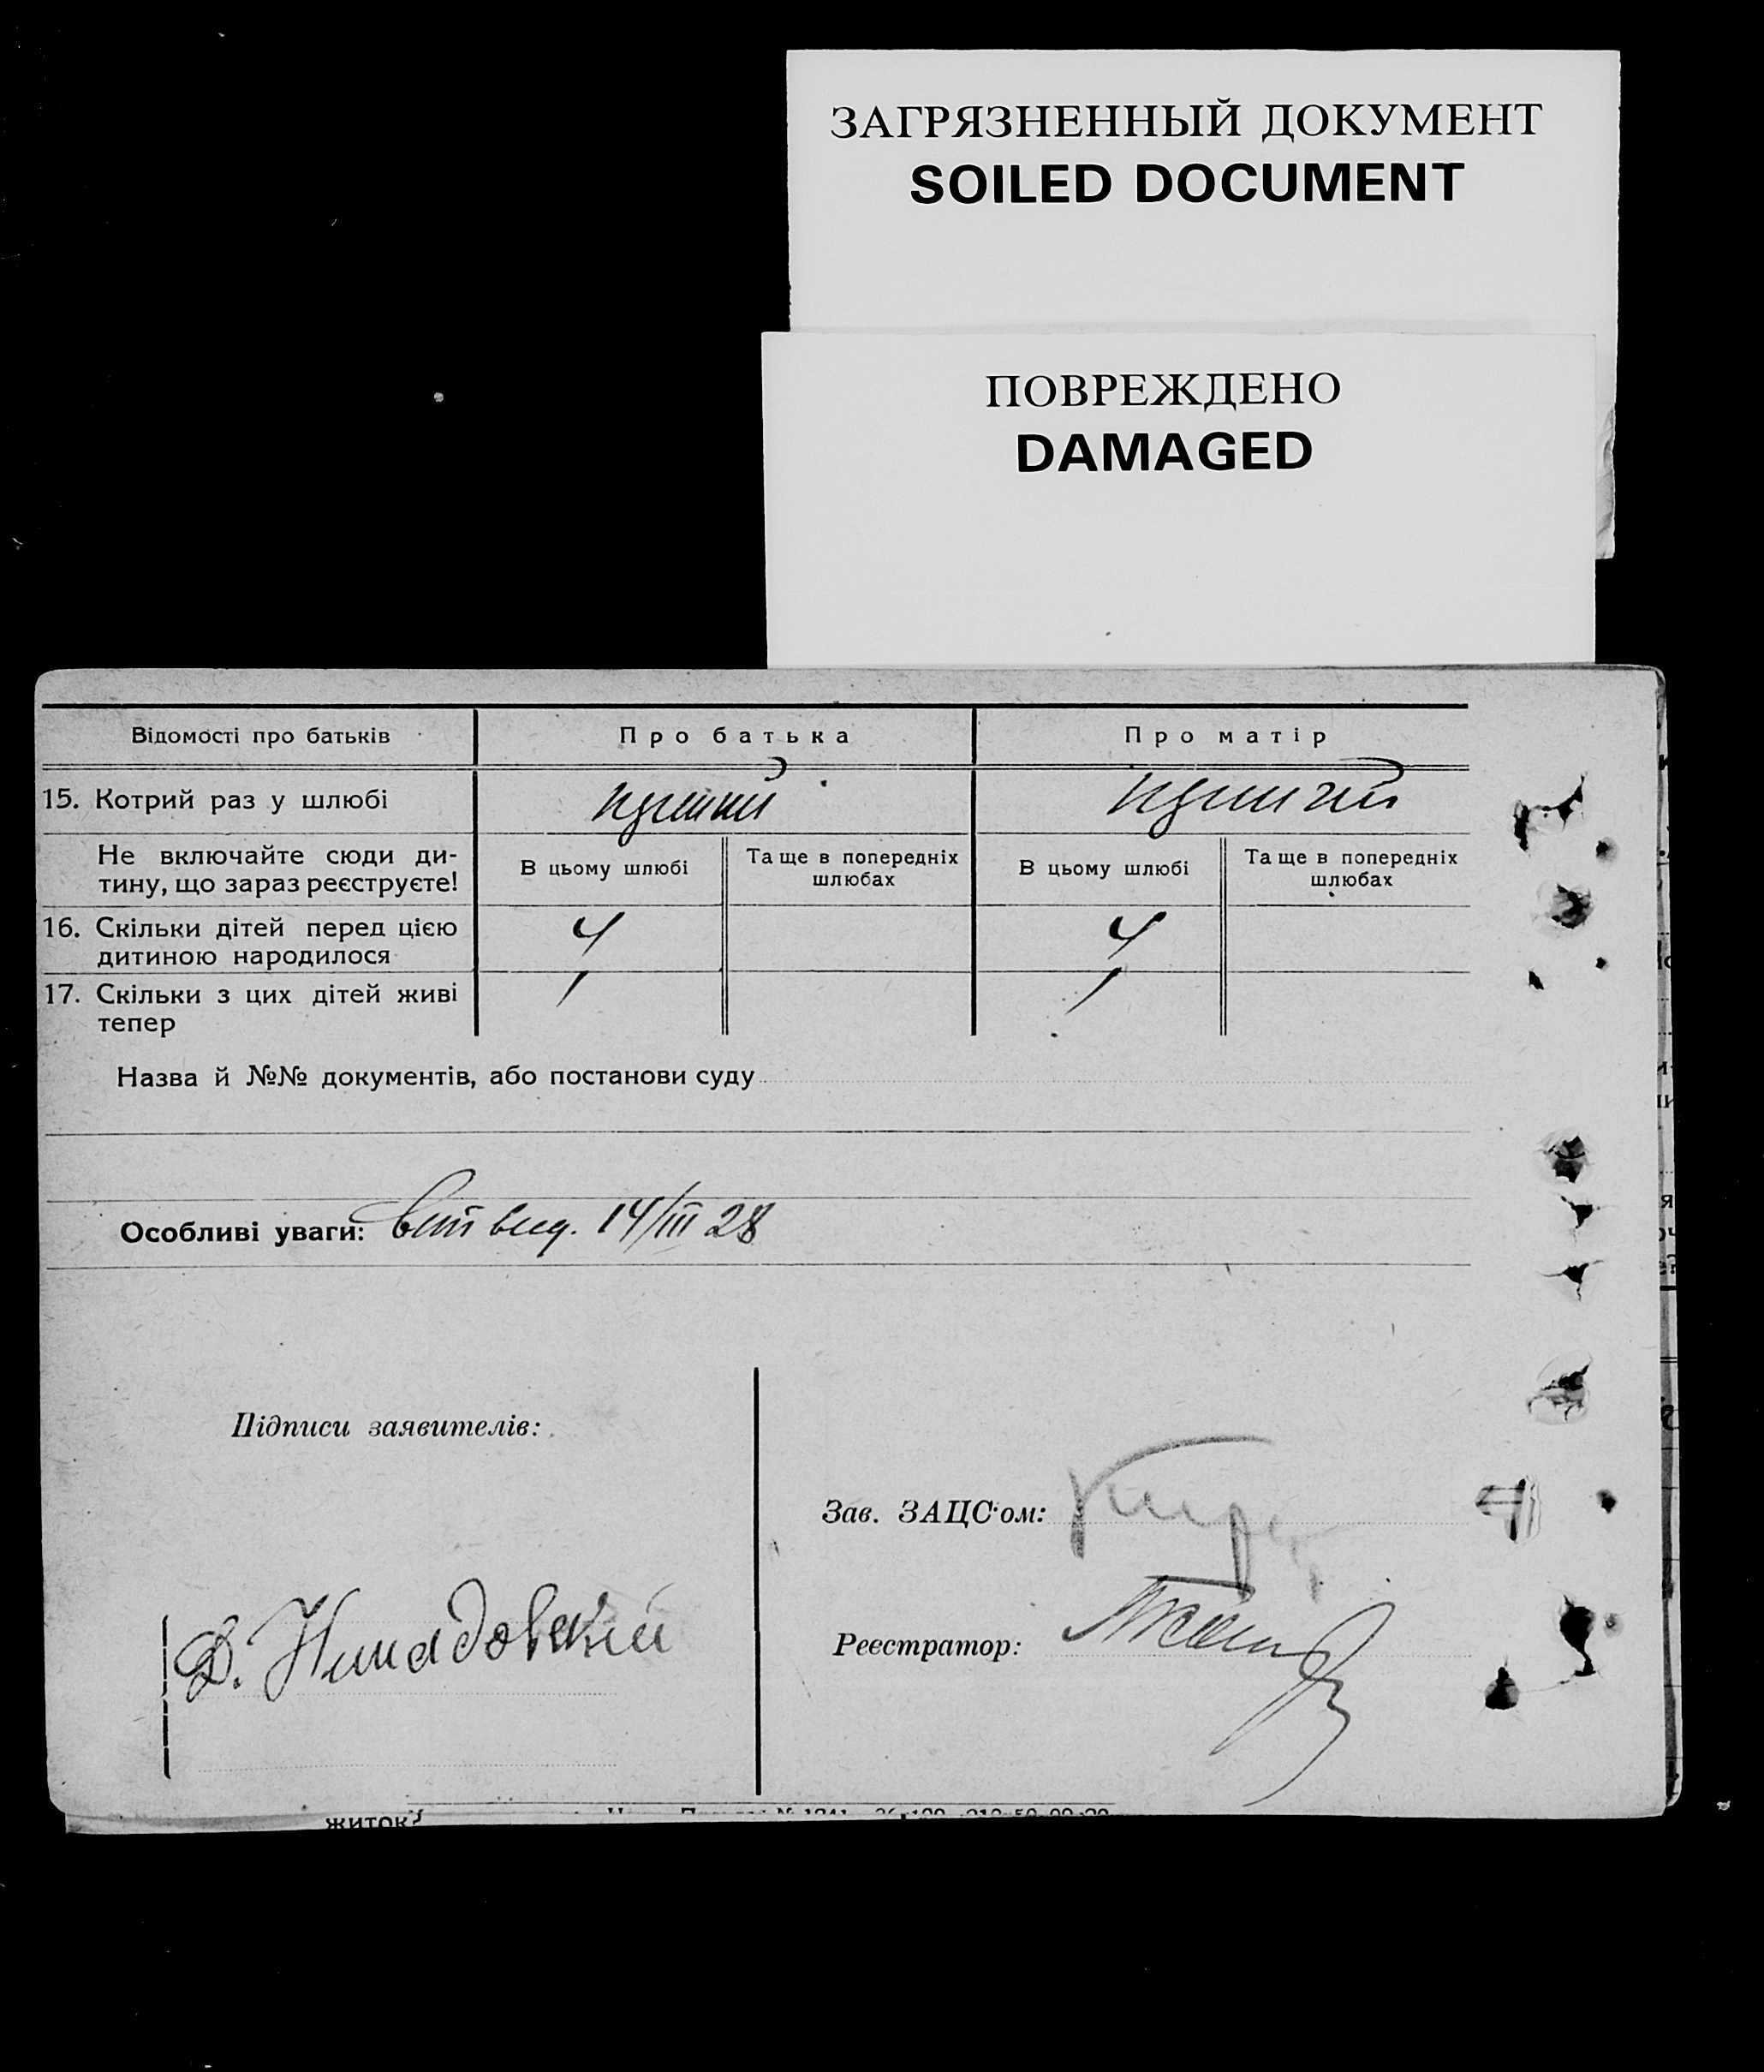 ЗАГРЯЗНЕННЫЙ ДОКУМЕНТ
SOILED DOCUMENT
ПОВРЕЖДЕНО
DAMAGED
Відомості про батьків
Про батька
Про матір
15. Котрий раз у шлюбі
Не включайте сюди ди-
тину, що зараз реєструєте!
В цьому шлюбі
Та ще в попередніх
шлюбах
В цьому шлюбі
Та ще в попередніх
шлюбах
16. Скільки дітей перед цією
дитиною народилося
4
4
17. Скільки з цих дітей живі
тепер
1
1
Назва й №№ документів, або постанови суду
Особливі уваги: 14/III 28
Підписи заявителів:
Зав. ЗАЦС'ом:
Д.
Реєстратор:
житок?